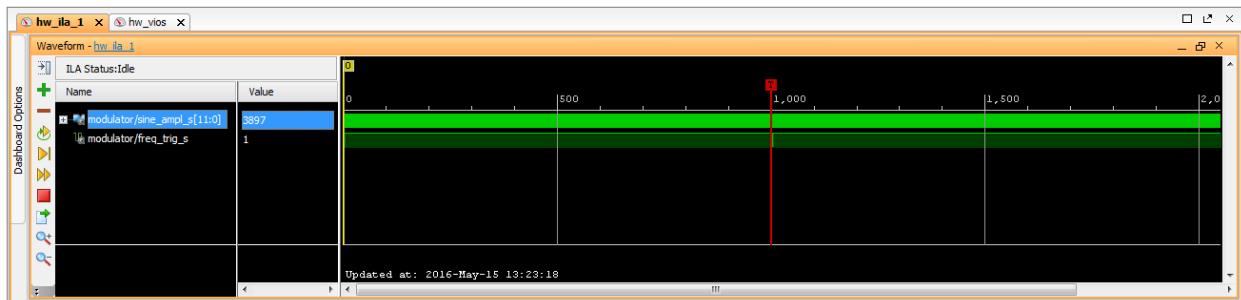 hw_ila_1 hw_vios
Waveform - hw_ila_1
Dashboard Options
ILA Status:Idle
Name Value
0
T
0 500 1,000 1,500 2,0
modulator/sine_ampl_s[11:0] 3897
modulator/freq_trig_s 1
Updated at: 2016-May-15 13:23:18